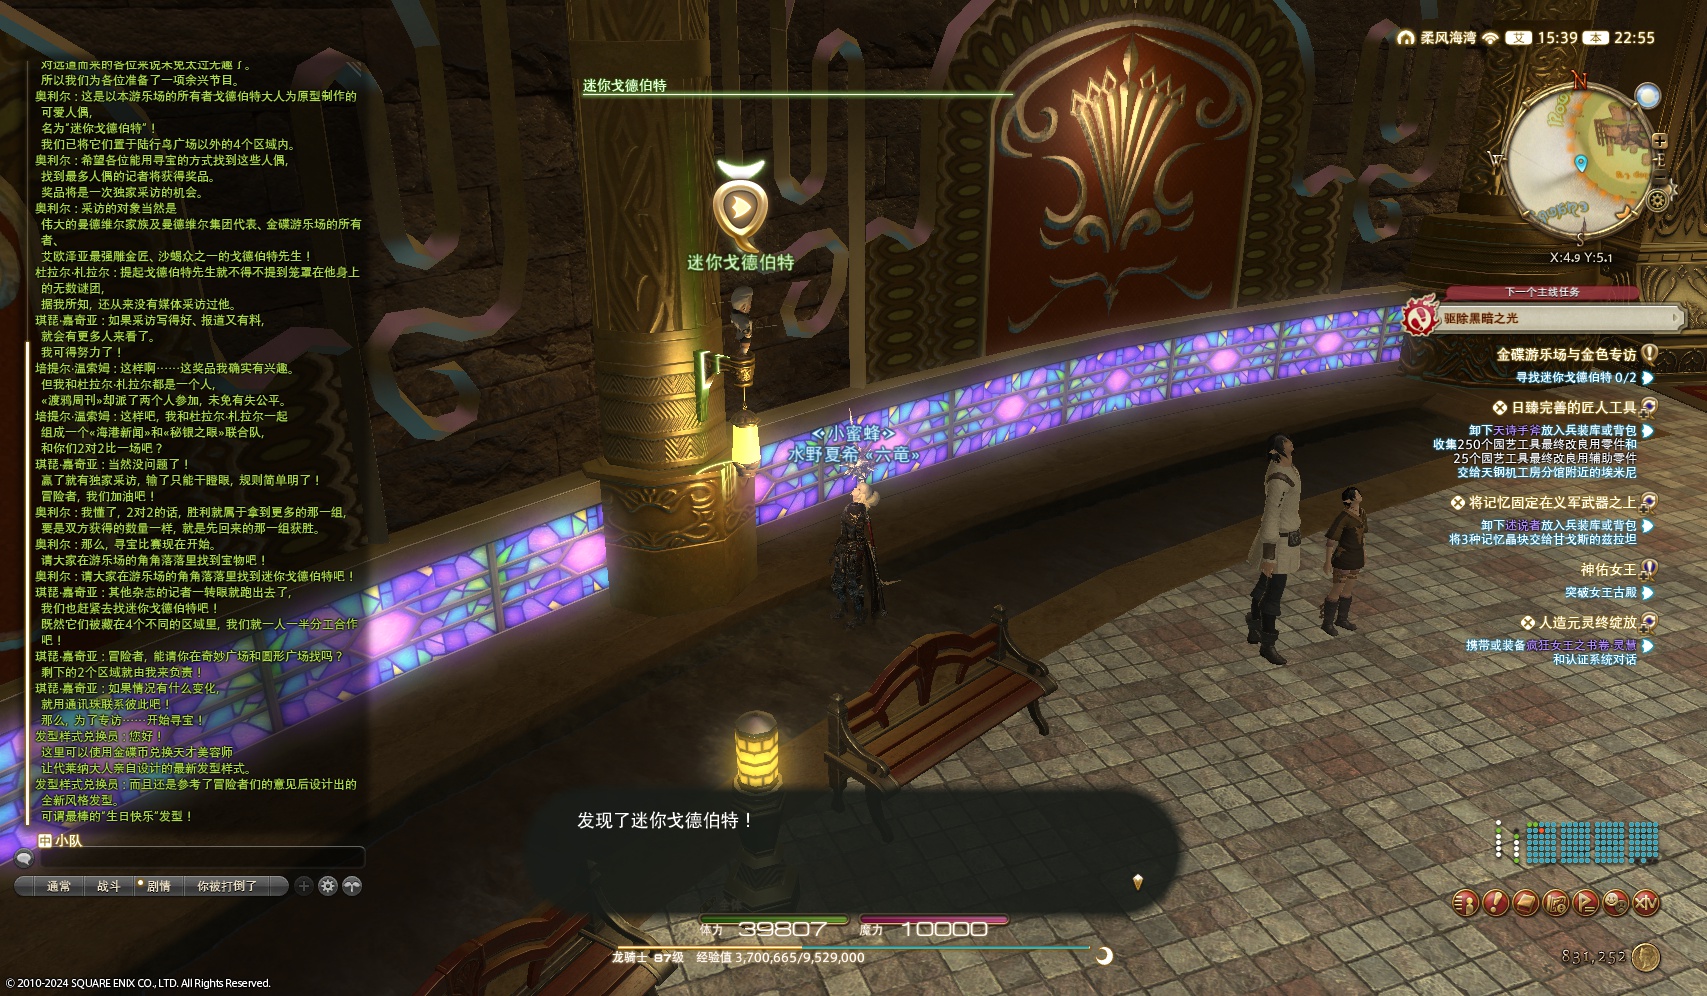 对远道而来的各位来说未免太过无趣了。
所以我们为各位准备了一项余兴节目。
奥利尔：这是以本游乐场的所有者戈德伯特大人为原型制作的
可爱人偶，
名为“迷你戈德伯特”！
我们已将它们置于陆行鸟广场以外的4个区域内。
奥利尔：希望各位能用寻宝的方式找到这些人偶，
找到最多人偶的记者将获得奖品。
奖品将是一次独家采访的机会。
奥利尔：采访的对象当然是
伟大的曼德维尔家族及曼德维尔集团代表、金碟游乐场的所有
者、
艾欧泽亚最强雕金匠、沙蝎众之一的戈德伯特先生！
杜拉尔·札拉尔：提起戈德伯特先生就不得不提到笼罩在他身上
的无数谜团，
据我所知，还从来没有媒体采访过他。
琪琵·嘉奇亚：如果采访写得好、报道又有料，
就会有更多人来看了。
我可得努力了！
培提尔·温索姆：这样啊……这奖品我确实有兴趣。
但我和杜拉尔·札拉尔都是一个人，
《渡鸦周刊》却派了两个人参加，未免有失公平。
培提尔·温索姆：这样吧，我和杜拉尔·札拉尔一起
组成一个《海港新闻》和《秘银之眼》联合队，
和你们2对2比一场吧？
琪琵·嘉奇亚：当然没问题了！
赢了就有独家采访，输了只能干瞪眼，规则简单明了！
冒险者，我们加油吧！
奥利尔：我懂了，2对2的话，胜利就属于拿到更多的那一组，
要是双方获得的数量一样，就是先回来的那一组获胜。
奥利尔：那么，寻宝比赛现在开始。
请大家在游乐场的角角落落里找到宝物吧！
奥利尔：请大家在游乐场的角角落落里找到迷你戈德伯特吧！
琪琵·嘉奇亚：其他杂志的记者一转眼就跑出去了，
我们也赶紧去找迷你戈德伯特吧！
既然它们被藏在4个不同的区域里，我们就一人一半分工合作
吧！
琪琵·嘉奇亚：冒险者，能请你在奇妙广场和圆形广场找吗？
剩下的2个区域就由我来负责！
琪琵·嘉奇亚：如果情况有什么变化，
就用通讯珠联系彼此吧！
那么，为了专访……开始寻宝！
发型样式兑换员：您好！
这里可以使用金碟币兑换天才美容师
让代莱纳大人亲自设计的最新发型样式。
发型样式兑换员：而且还是参考了冒险者们的意见后设计出的
全新风格发型。
可谓最棒的“生日快乐”发型！
中 小队
通常 战斗 剧情 你被打倒了
迷你戈德伯特
迷你戈德伯特
小蜜蜂
水野夏希 «六竜»
发现了迷你戈德伯特！
体力 39807 魔力 10000
龙骑士 87级 经验值 3,700,665/9,529,000
柔风海湾 艾 15:39 本 22:55
N
W
E
S
X:4.9 Y:5.1
下一个主线任务
驱除黑暗之光
金碟游乐场与金色专访
寻找迷你戈德伯特 0/2
日臻完善的匠人工具
卸下天诗手斧放入兵装库或背包
收集250个园艺工具最终改良用零件和
25个园艺工具最终改良用辅助零件
交给天钢机工房分馆附近的埃米尼
将记忆固定在义军武器之上
卸下述说者放入兵装库或背包
将3种记忆晶块交给甘戈斯的兹拉坦
神佑女王
突破女王古殿
人造元灵终绽放
携带或装备疯狂女王之书卷·灵慧
和认证系统对话
XIV
831,252
© 2010-2024 SQUARE ENIX CO., LTD. All Rights Reserved.